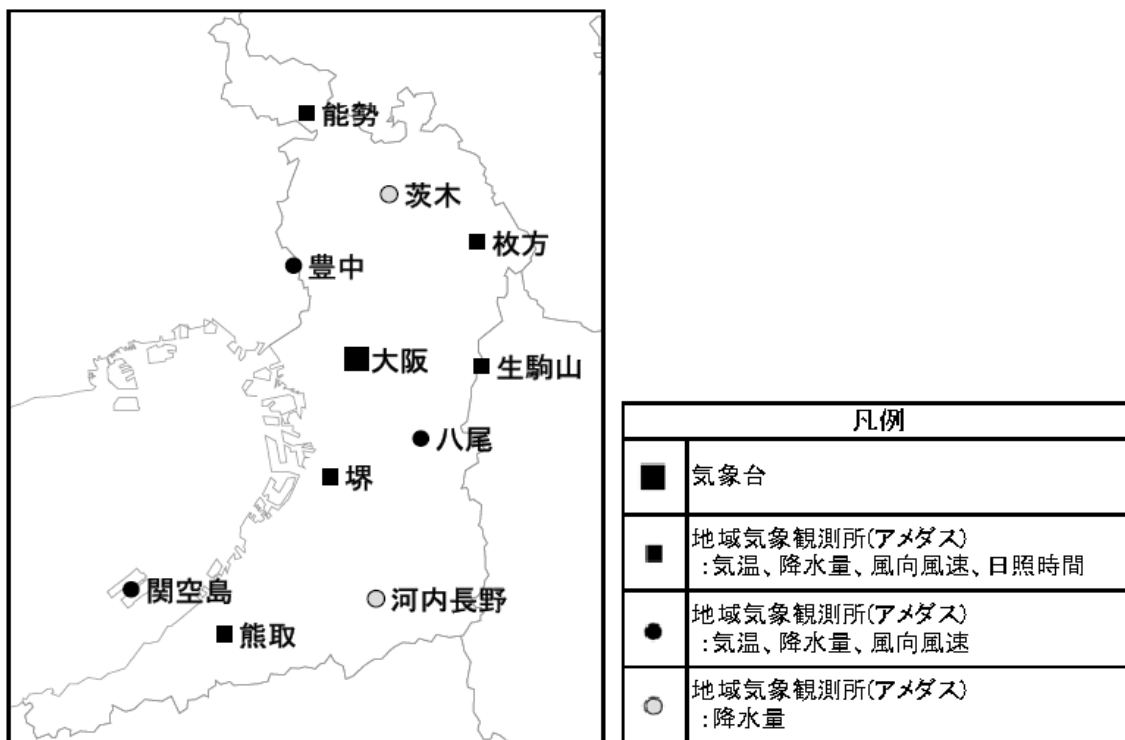 能勢
茨木
枚方
豊中
大阪
生駒山
八尾
堺
関空島
河内長野
熊取
凡例
気象台
地域気象観測所(アメダス)
:気温、降水量、風向風速、日照時間
地域気象観測所(アメダス)
:気温、降水量、風向風速
地域気象観測所(アメダス)
:降水量